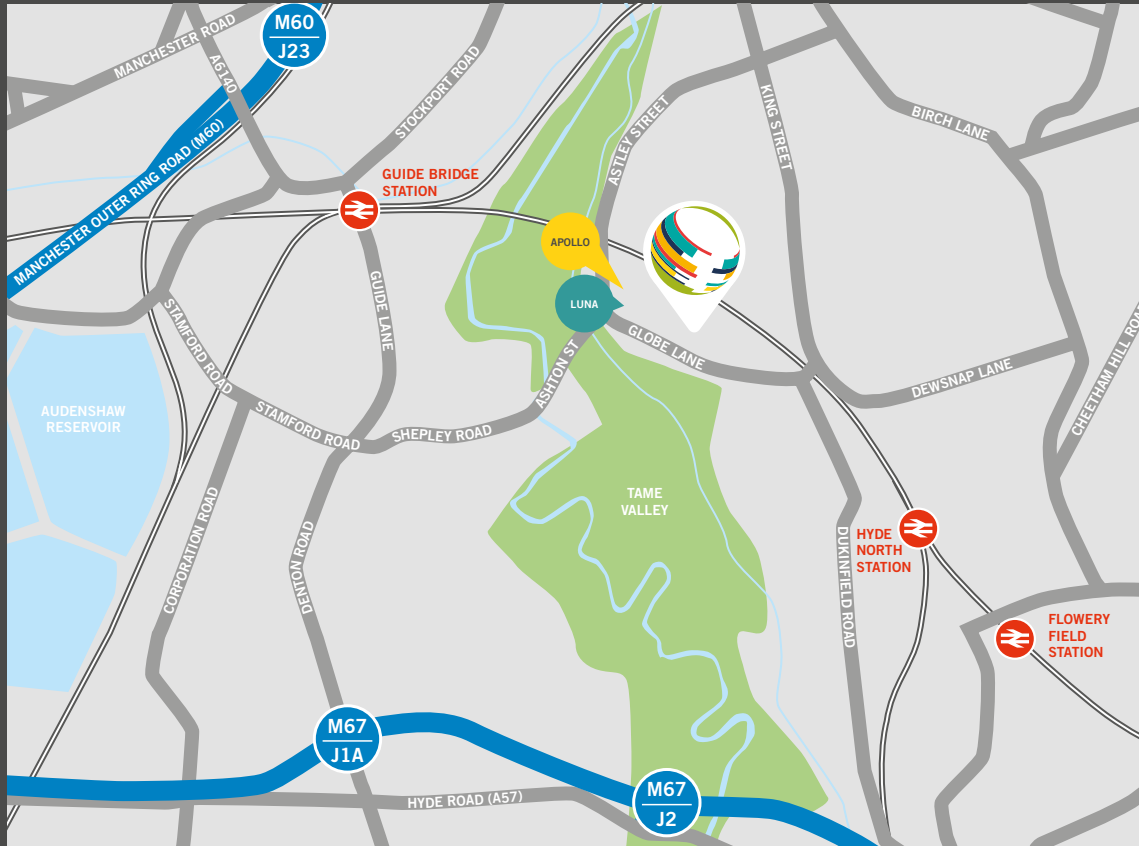 M60
J23
MANCHESTER ROAD
A6140
STOCKPORT ROAD
MANCHESTER OUTER RING ROAD (M60)
GUIDE BRIDGE
STATION
ASTLEY STREET
KING STREET
BIRCH LANE
APOLLO
LUNA
GLOBE LANE
GUIDE LANE
STAMFORD ROAD
ASHTON ST
DEWSNAP LANE
CHEETHAM HILL ROA
AUDENSHAW
RESERVOIR
STAMFORD ROAD
SHEPLEY ROAD
TAME
VALLEY
CORPORATION ROAD
DENTON ROAD
DUKINFIELD ROAD
HYDE
NORTH
STATION
FLOWERY
FIELD
STATION
M67
J1A
M67
J2
HYDE ROAD (A57)